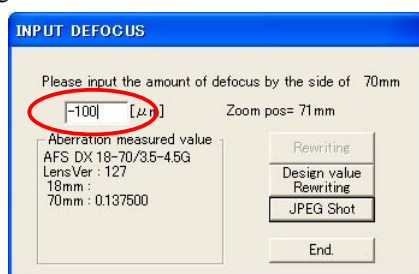 INPUT DEFOCUS
Please input the amount of defocus by the side of 70mm
-100 [μm] Zoom pos= 71mm
Aberration measured value
AFS DX 18-70/3.5-4.5G
LensVer : 127
18mm :
70mm : 0.137500
Rewriting
Design value
Rewriting
JPEG Shot
End.